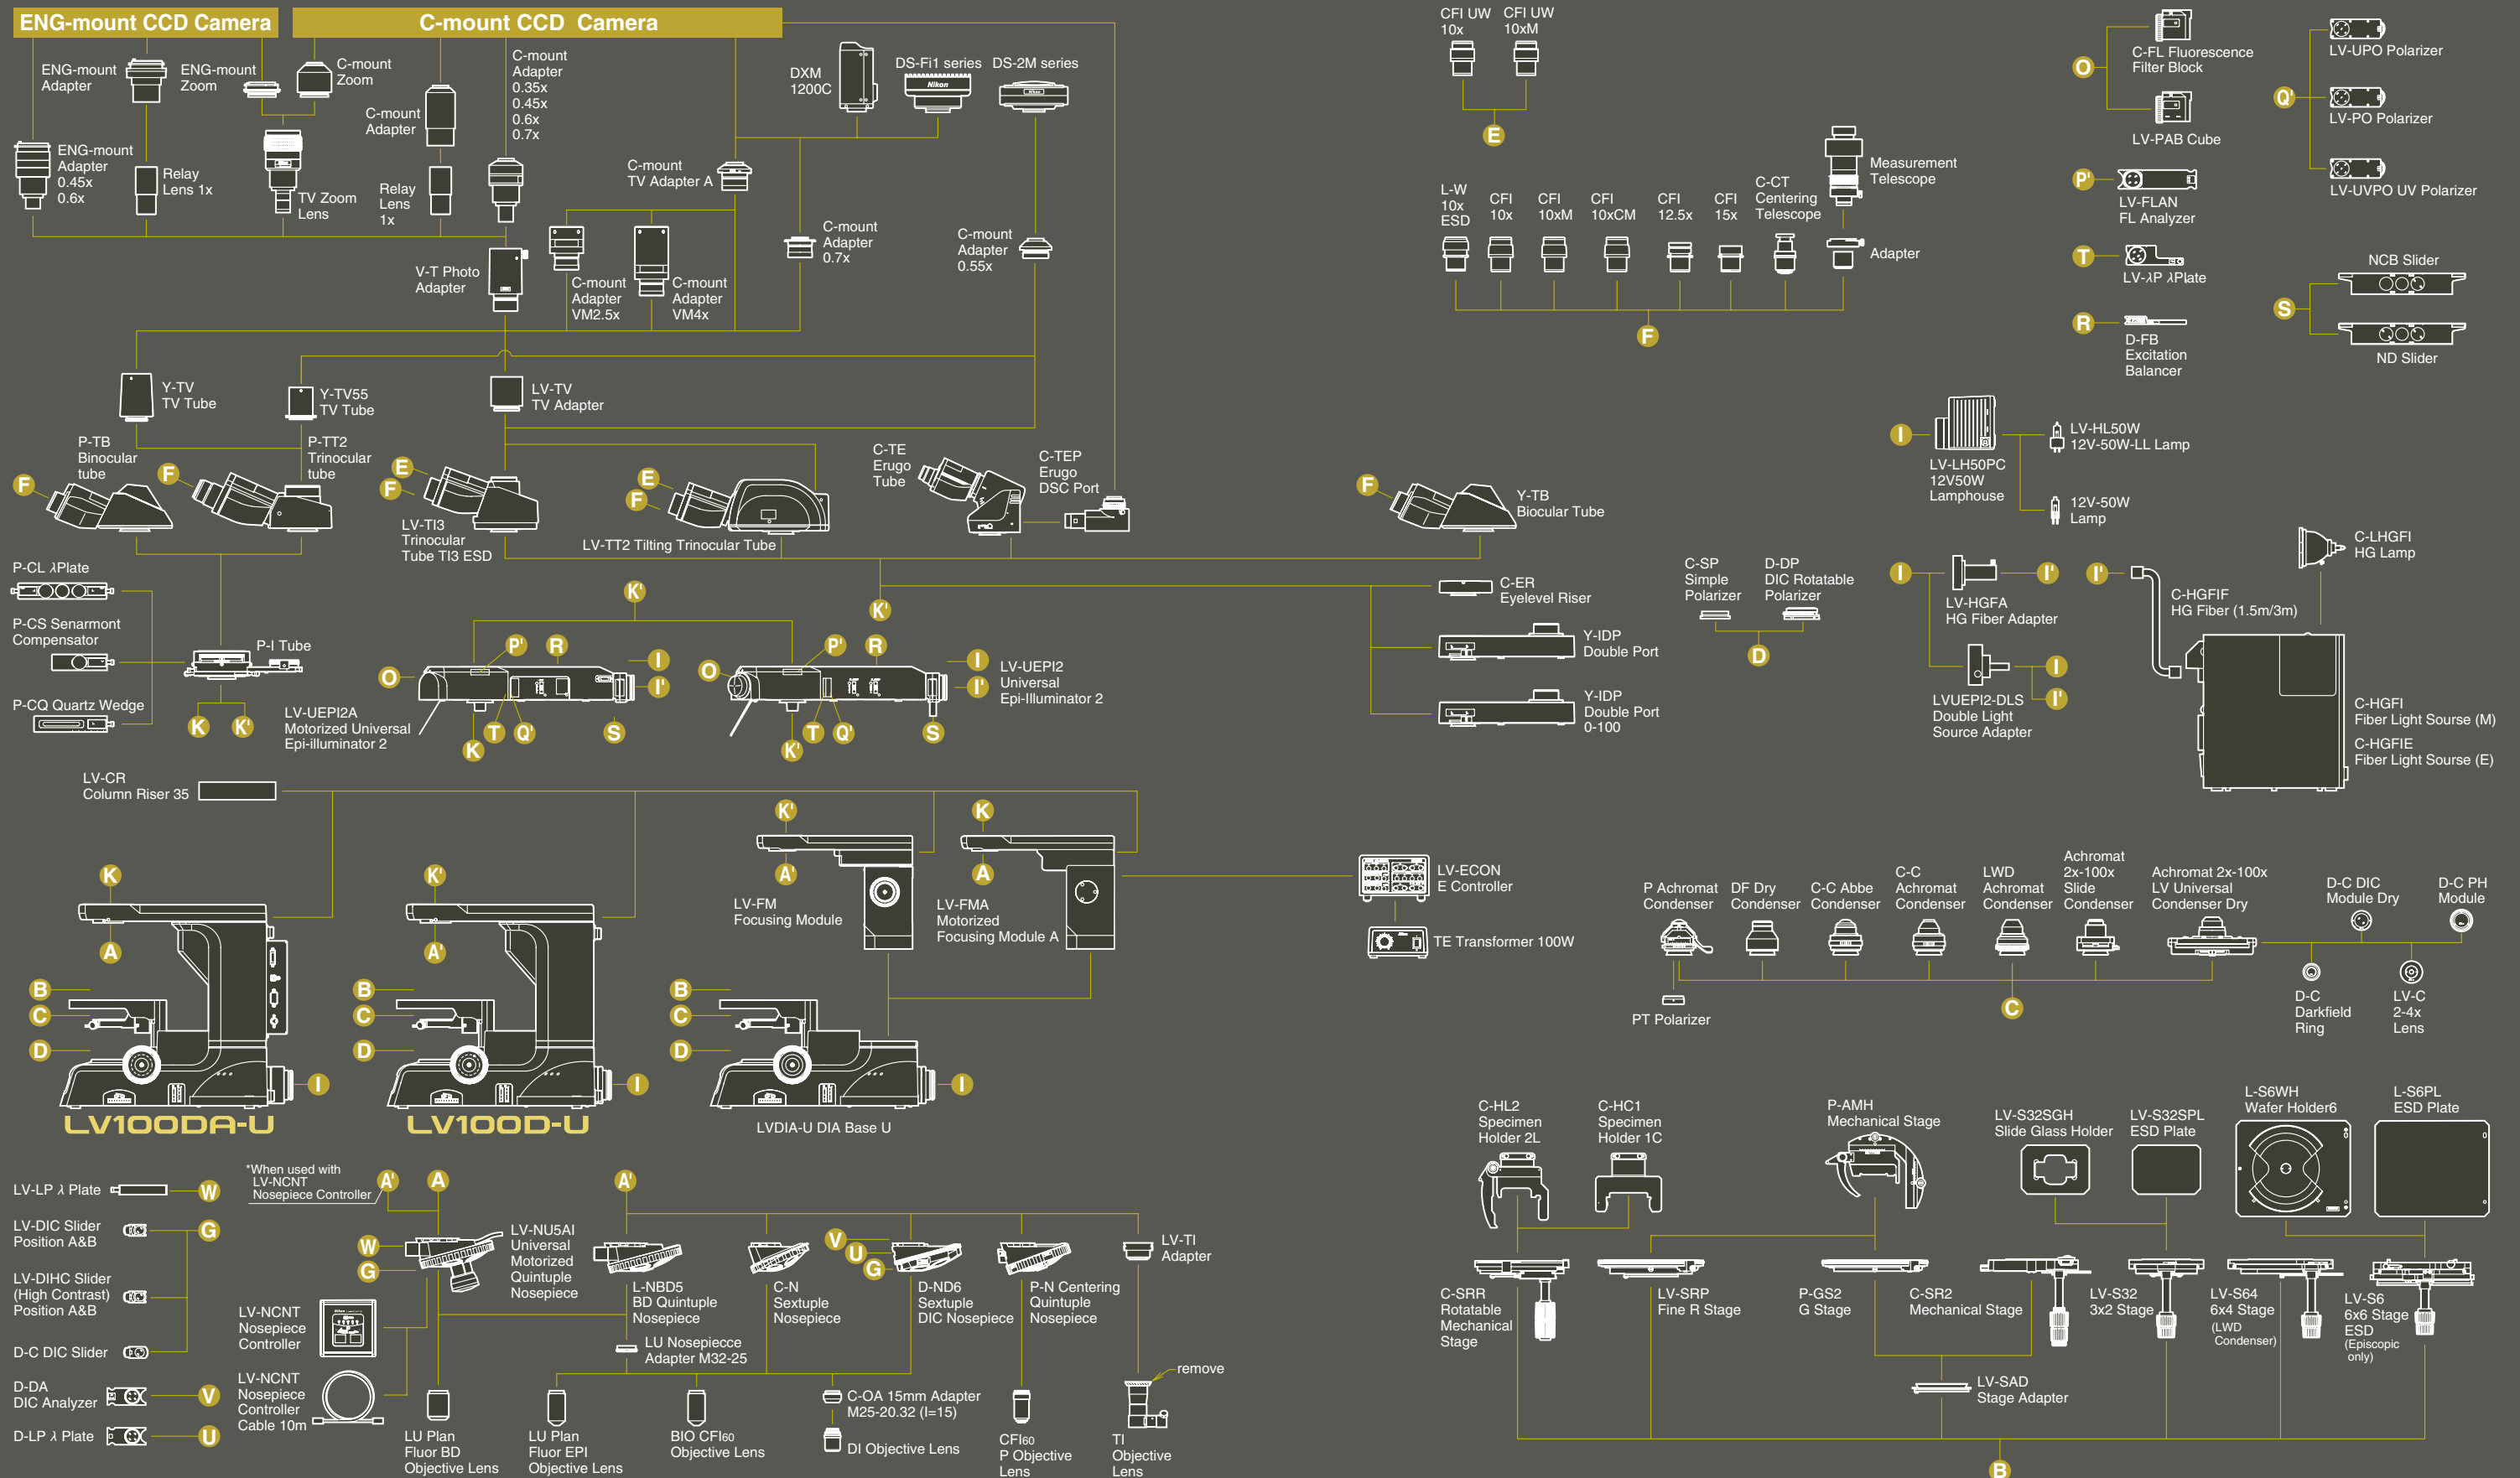 ENG-mount CCD Camera
C-mount CCD Camera
ENG-mount
Adapter
ENG-mount
Zoom
C-mount
Zoom
C-mount
Adapter
0.35x
0.45x
0.6x
0.7x
C-mount
Adapter
ENG-mount
Adapter
0.45x
0.6x
Relay
Lens 1x
TV Zoom
Lens
Relay
Lens
1x
V-T Photo
Adapter
DXM
1200C
DS-Fi1 series
Nikon
DS-2M series
C-mount
TV Adapter A
C-mount
Adapter
VM2.5x
C-mount
Adapter
VM4x
C-mount
Adapter
0.7x
C-mount
Adapter
0.55x
CFI UW
10x
CFI UW
10xM
E
L-W
10x
ESD
CFI
10x
CFI
10xM
CFI
10xCM
CFI
12.5x
CFI
15x
C-CT
Centering
Telescope
Measurement
Telescope
Adapter
F
O
C-FL Fluorescence
Filter Block
LV-PAB Cube
P'
LV-FLAN
FL Analyzer
T
LV-λP λPlate
R
D-FB
Excitation
Balancer
Q'
LV-UPO Polarizer
LV-PO Polarizer
LV-UVPO UV Polarizer
S
NCB Slider
ND Slider
Y-TV
TV Tube
Y-TV55
TV Tube
LV-TV
TV Adapter
P-TB
Binocular
tube
F
P-TT2
Trinocular
tube
F
E
F
LV-TI3
Trinocular
Tube TI3 ESD
E
F
LV-TT2 Tilting Trinocular Tube
C-TE
Erugo
Tube
C-TEP
Erugo
DSC Port
F
Y-TB
Biocular Tube
I
LV-LH50PC
12V50W
Lamphouse
LV-HL50W
12V-50W-LL Lamp
12V-50W
Lamp
C-LHGFI
HG Lamp
P-CL λPlate
P-CS Senarmont
Compensator
P-CQ Quartz Wedge
P-I Tube
K
K'
K'
K'
O
P'
R
I
I'
T
Q'
K
S
LV-UEPI2A
Motorized Universal
Epi-illuminator 2
O
P'
R
I
I'
T
Q'
K'
S
LV-UEPI2
Universal
Epi-Illuminator 2
C-ER
Eyelevel Riser
Y-IDP
Double Port
Y-IDP
Double Port
0-100
C-SP
Simple
Polarizer
D-DP
DIC Rotatable
Polarizer
D
I
LV-HGFA
HG Fiber Adapter
I'
I'
C-HGFIF
HG Fiber (1.5m/3m)
LVUEPI2-DLS
Double Light
Source Adapter
I
I'
C-HGFI
Fiber Light Sourse (M)
C-HGFIE
Fiber Light Sourse (E)
LV-CR
Column Riser 35
K
A
B
C
D
I
LV100DA-U
K'
A'
B
C
D
I
LV100D-U
K'
A'
LV-FM
Focusing Module
K
A
LV-FMA
Motorized
Focusing Module A
B
C
D
I
LVDIA-U DIA Base U
LV-ECON
E Controller
TE Transformer 100W
P Achromat
Condenser
DF Dry
Condenser
C-C Abbe
Condenser
C-C
Achromat
Condenser
LWD
Achromat
Condenser
Achromat
2x-100x
Slide
Condenser
Achromat 2x-100x
LV Universal
Condenser Dry
D-C DIC
Module Dry
D-C PH
Module
PT Polarizer
C
D-C
Darkfield
Ring
LV-C
2-4x
Lens
LV-LP λ Plate
W
LV-DIC Slider
Position A&B
G
LV-DIHC Slider
(High Contrast)
Position A&B
D-C DIC Slider
D-DA
DIC Analyzer
V
D-LP λ Plate
U
*When used with
LV-NCNT
Nosepiece Controller
A'
A
W
G
LV-NU5AI
Universal
Motorized
Quintuple
Nosepiece
LV-NCNT
Nosepiece
Controller
LV-NCNT
Nosepiece
Controller
Cable 10m
A'
L-NBD5
BD Quintuple
Nosepiece
C-N
Sextuple
Nosepiece
V
U
G
D-ND6
Sextuple
DIC Nosepiece
P-N Centering
Quintuple
Nosepiece
LV-TI
Adapter
LU Nosepiecce
Adapter M32-25
C-OA 15mm Adapter
M25-20.32 (l=15)
remove
LU Plan
Fluor BD
Objective Lens
LU Plan
Fluor EPI
Objective Lens
BIO CFI60
Objective Lens
DI Objective Lens
CFI60
P Objective
Lens
TI
Objective
Lens
C-HL2
Specimen
Holder 2L
C-HC1
Specimen
Holder 1C
P-AMH
Mechanical Stage
LV-S32SGH
Slide Glass Holder
LV-S32SPL
ESD Plate
L-S6WH
Wafer Holder6
L-S6PL
ESD Plate
C-SRR
Rotatable
Mechanical
Stage
LV-SRP
Fine R Stage
P-GS2
G Stage
C-SR2
Mechanical Stage
LV-S32
3x2 Stage
LV-S64
6x4 Stage
(LWD
Condenser)
LV-S6
6x6 Stage
ESD
(Episcopic
only)
LV-SAD
Stage Adapter
B